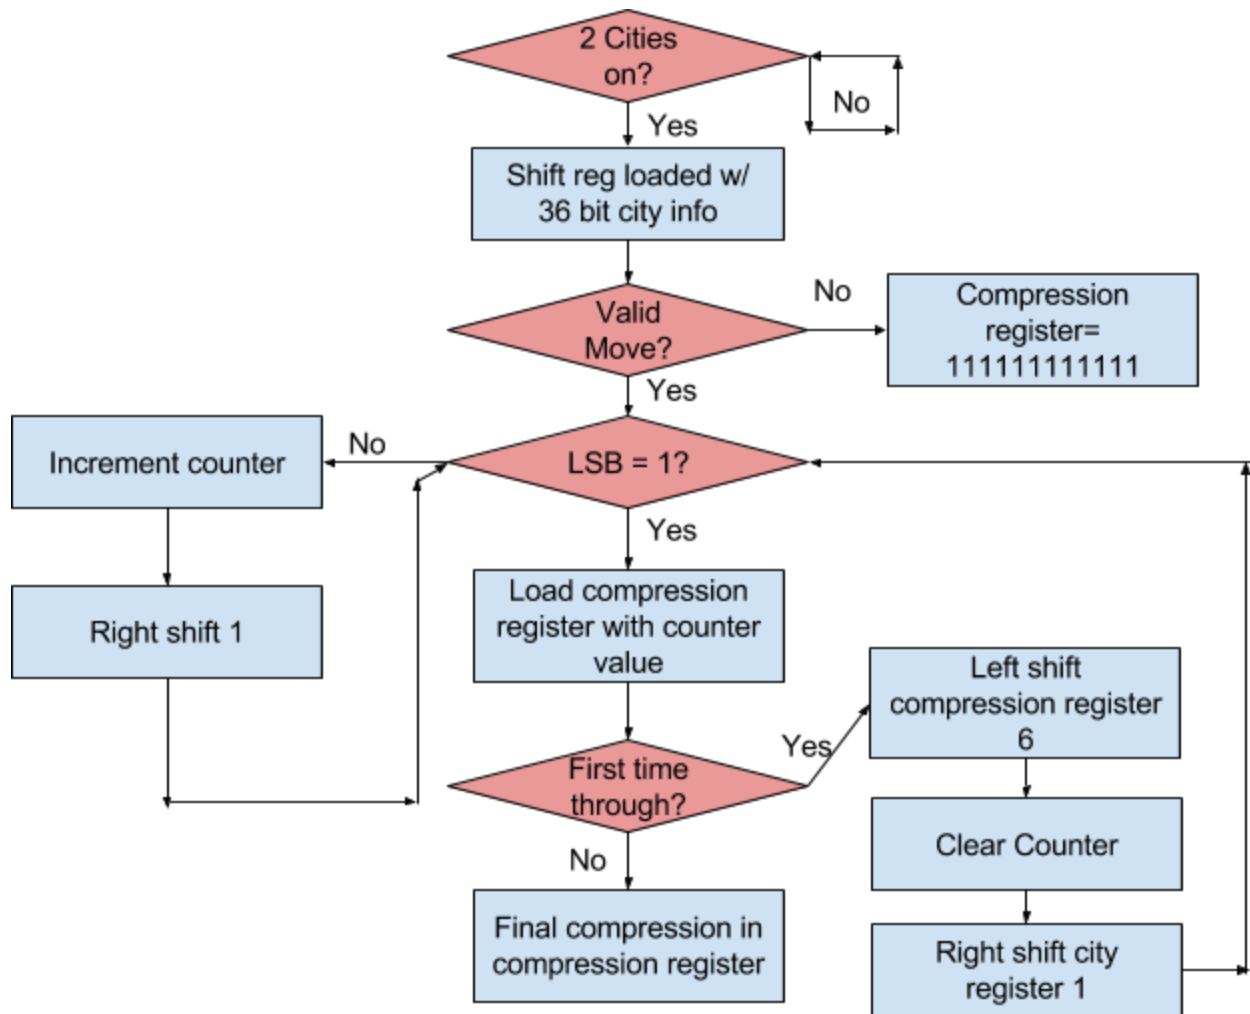 2 Cities
on?
No
Yes
Shift reg loaded w/
36 bit city info
Valid
Move?
No
Compression
register=
111111111111
Yes
Increment counter
No
LSB = 1?
Yes
Right shift 1
Load compression
register with counter
value
Left shift
compression register
6
Yes
First time
through?
Clear Counter
No
Final compression in
compression register
Right shift city
register 1